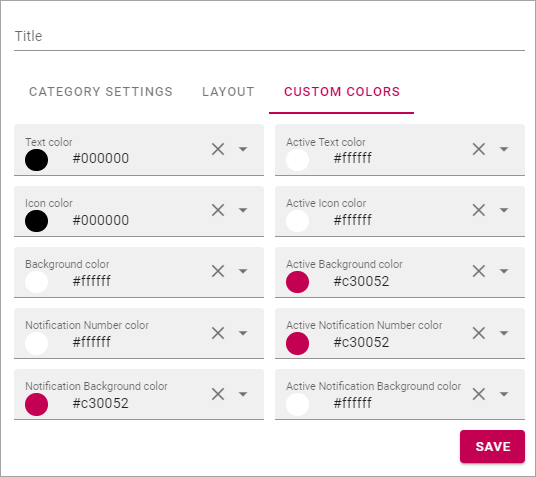 Title
CATEGORY SETTINGS LAYOUT CUSTOM COLORS
Text color
#000000
Active Text color
#ffffff
Icon color
#000000
Active Icon color
#ffffff
Background color
#ffffff
Active Background color
#c30052
Notification Number color
#ffffff
Active Notification Number color
#c30052
Notification Background color
#c30052
Active Notification Background color
#ffffff
SAVE